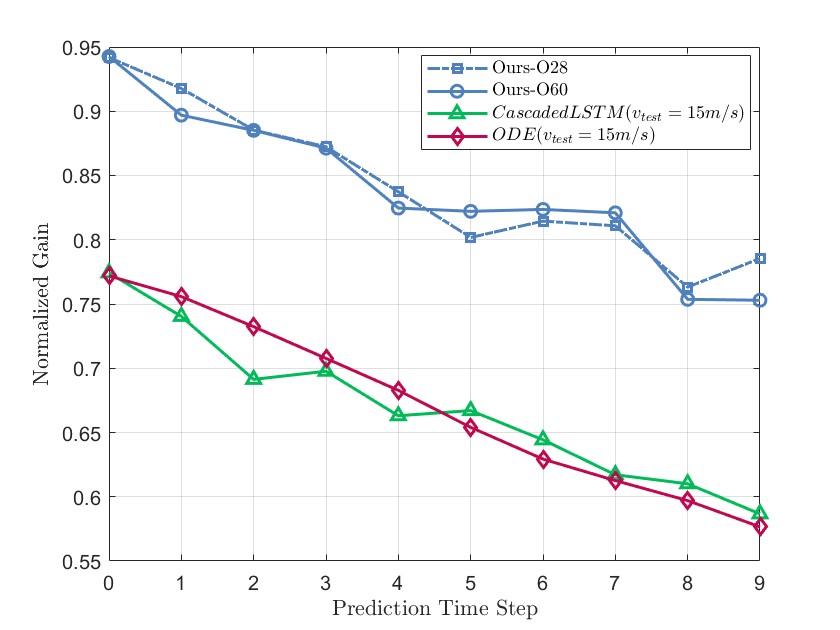 0.95
0.9
0.85
0.8
0.75
0.7
0.65
0.6
0.55
Normalized Gain
Ours-O28
Ours-O60
CascadedLSTM(v_test = 15m/s)
ODE(v_test = 15m/s)
0 1 2 3 4 5 6 7 8 9
Prediction Time Step